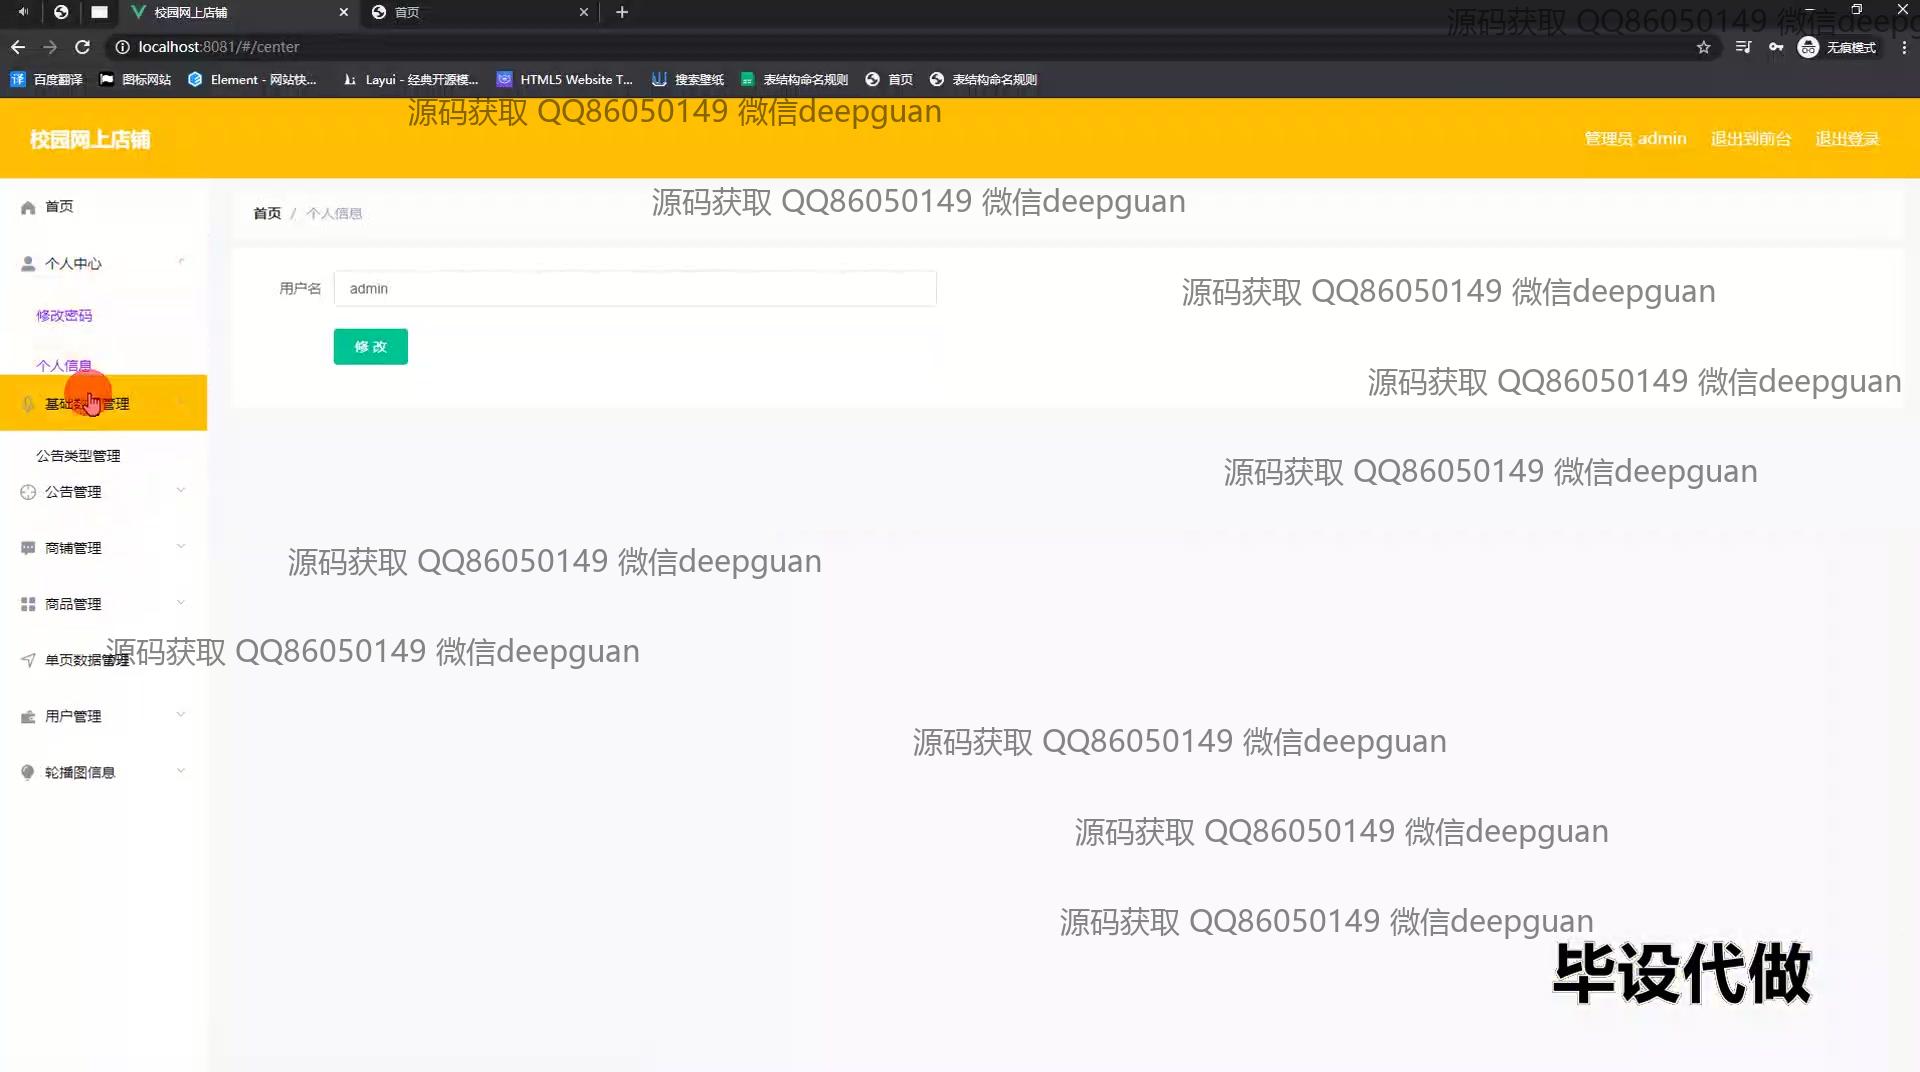 校园网上店铺
首页
源码获取 QQ86050149 微信deepg
localhost:8081/#/center
无痕模式
百度翻译
图标网站
Element - 网站快...
Layui - 经典开源模...
HTML5 Website T...
搜索壁纸
表结构命名规则
首页
表结构命名规则
源码获取 QQ86050149 微信deepguan
校园网上店铺
管理员 admin
退出到前台
退出登录
首页
源码获取 QQ86050149 微信deepguan
首页 / 个人信息
个人中心
用户名
admin
源码获取 QQ86050149 微信deepguan
修改密码
修 改
个人信息
源码获取 QQ86050149 微信deepguan
基础数据管理
公告类型管理
源码获取 QQ86050149 微信deepguan
公告管理
商铺管理
源码获取 QQ86050149 微信deepguan
商品管理
单页数据管理
源码获取 QQ86050149 微信deepguan
用户管理
源码获取 QQ86050149 微信deepguan
轮播图信息
源码获取 QQ86050149 微信deepguan
源码获取 QQ86050149 微信deepguan
毕设代做